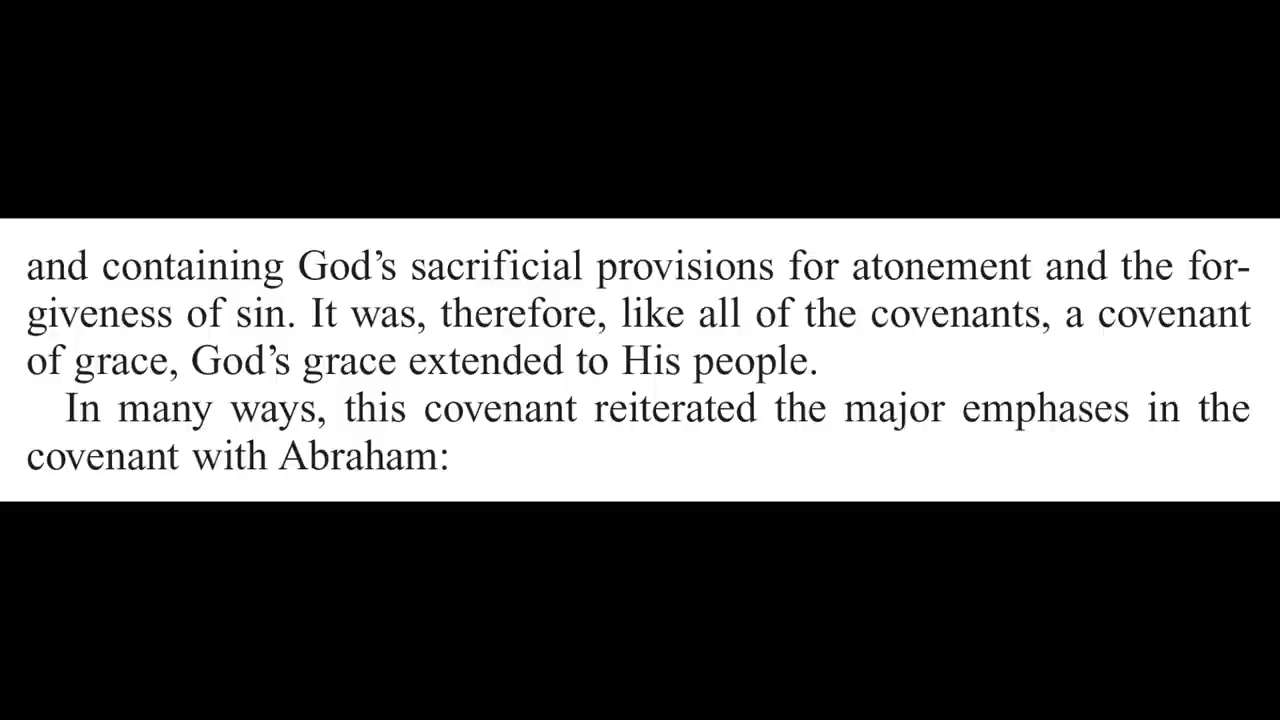 and containing God’s sacrificial provisions for atonement and the for-
giveness of sin. It was, therefore, like all of the covenants, a covenant
of grace, God’s grace extended to His people.
In many ways, this covenant reiterated the major emphases in the
covenant with Abraham: